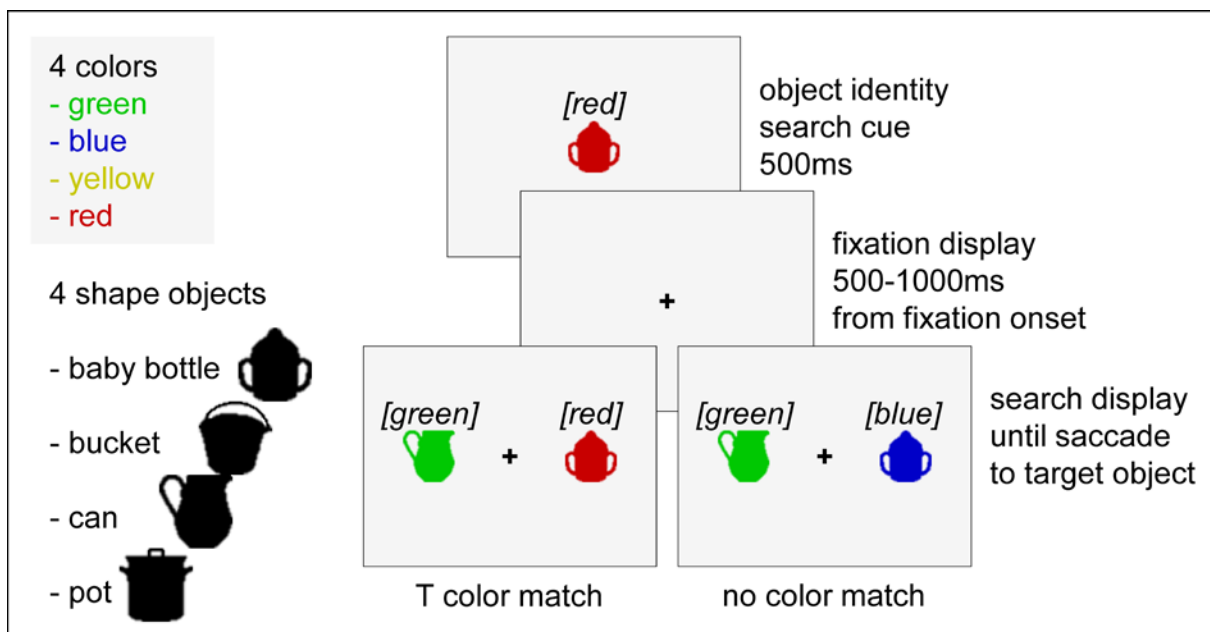 4 colors
- green
- blue
- yellow
- red
4 shape objects
- baby bottle
- bucket
- can
- pot
[red]
object identity
search cue
500ms
+
fixation display
500-1000ms
from fixation onset
[green] [red]
+
[green] [blue]
+
search display
until saccade
to target object
T color match
no color match